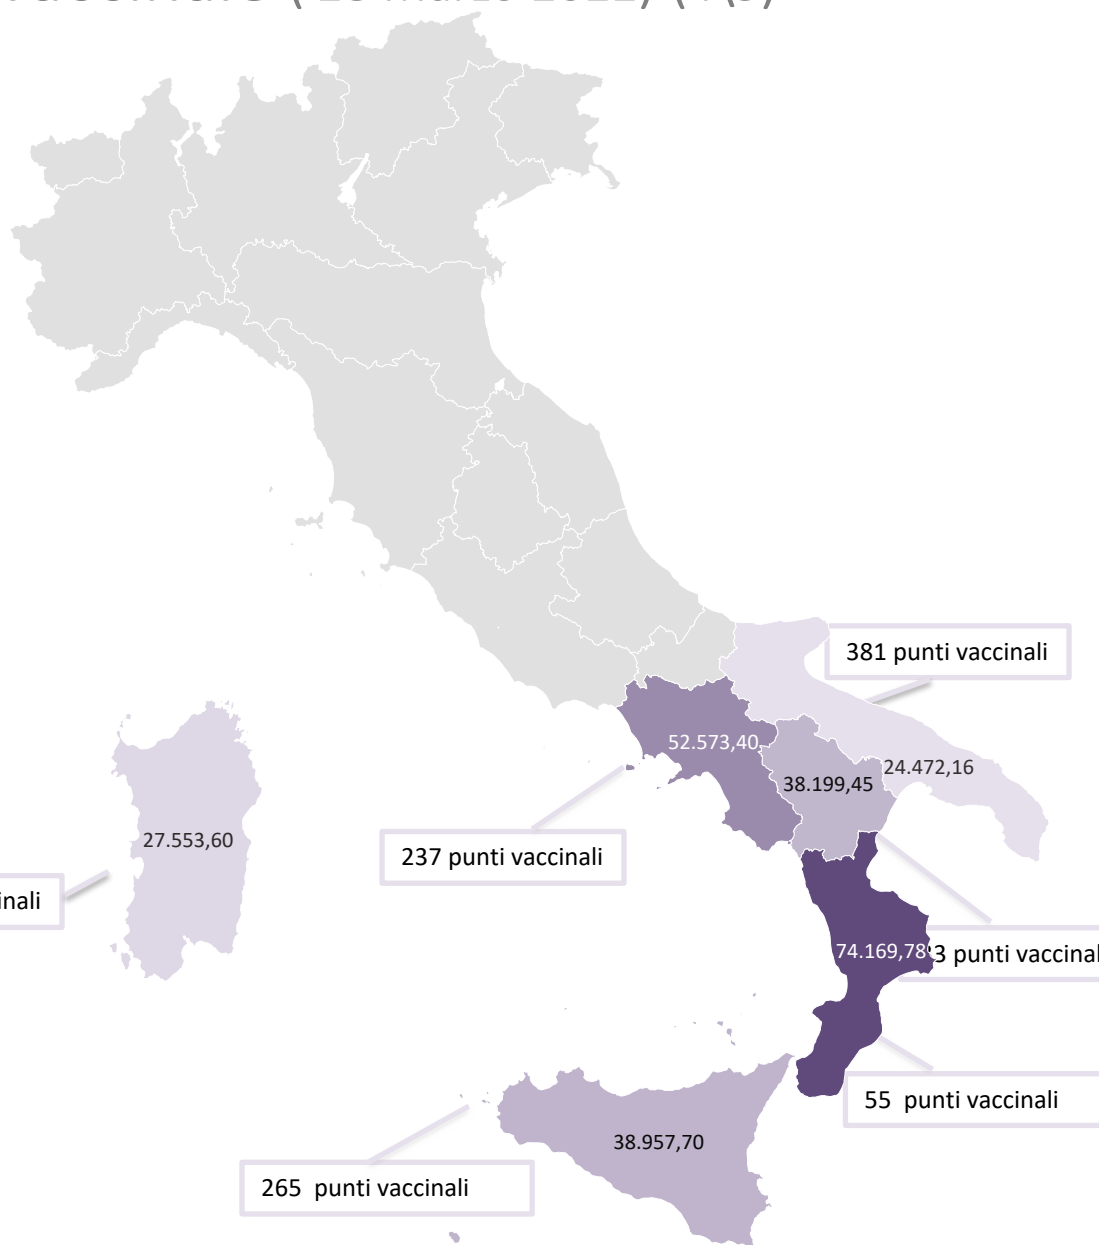 381 punti vaccinali
52.573,40
24.472,16
38.199,45
27.553,60
237 punti vaccinali
74.169,78
3 punti vaccinal
55 punti vaccinali
38.957,70
265 punti vaccinali